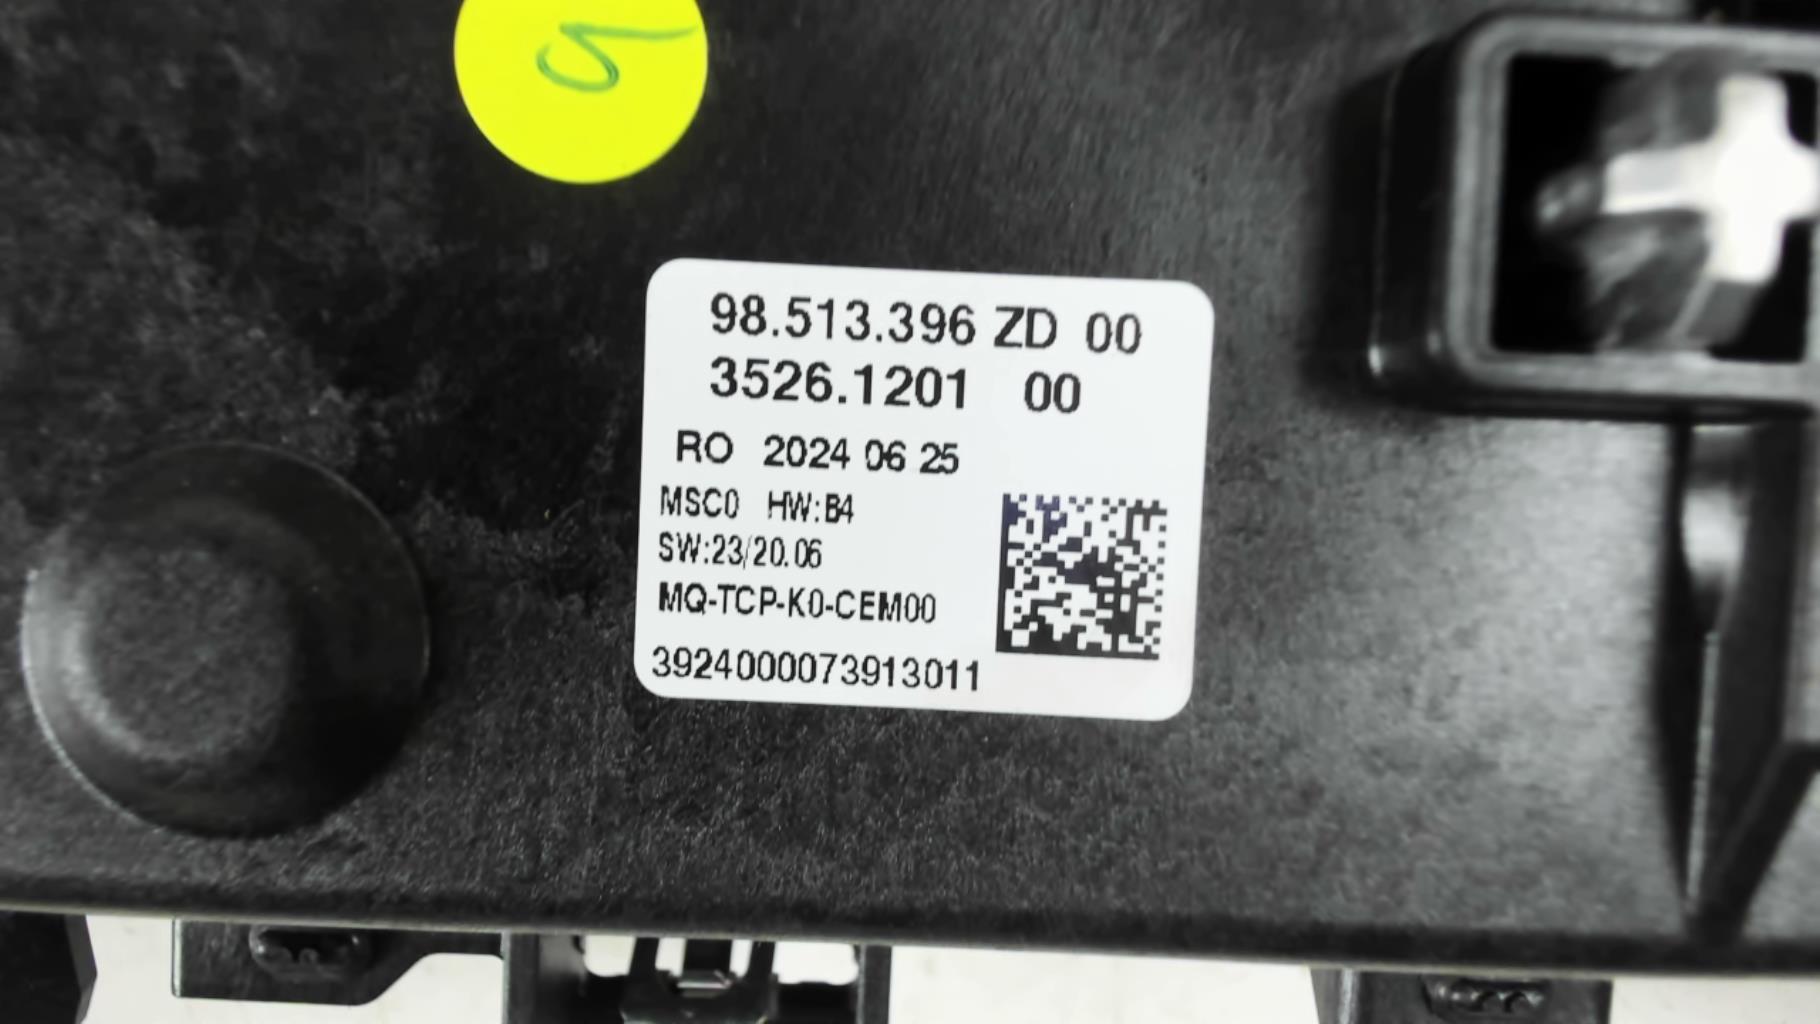 98.513.396 ZD 00
3526.1201 00
RO 2024 06 25
MSC0 HW:B4
SW:23/20.06
MQ-TCP-K0-CEM00
3924000073913011